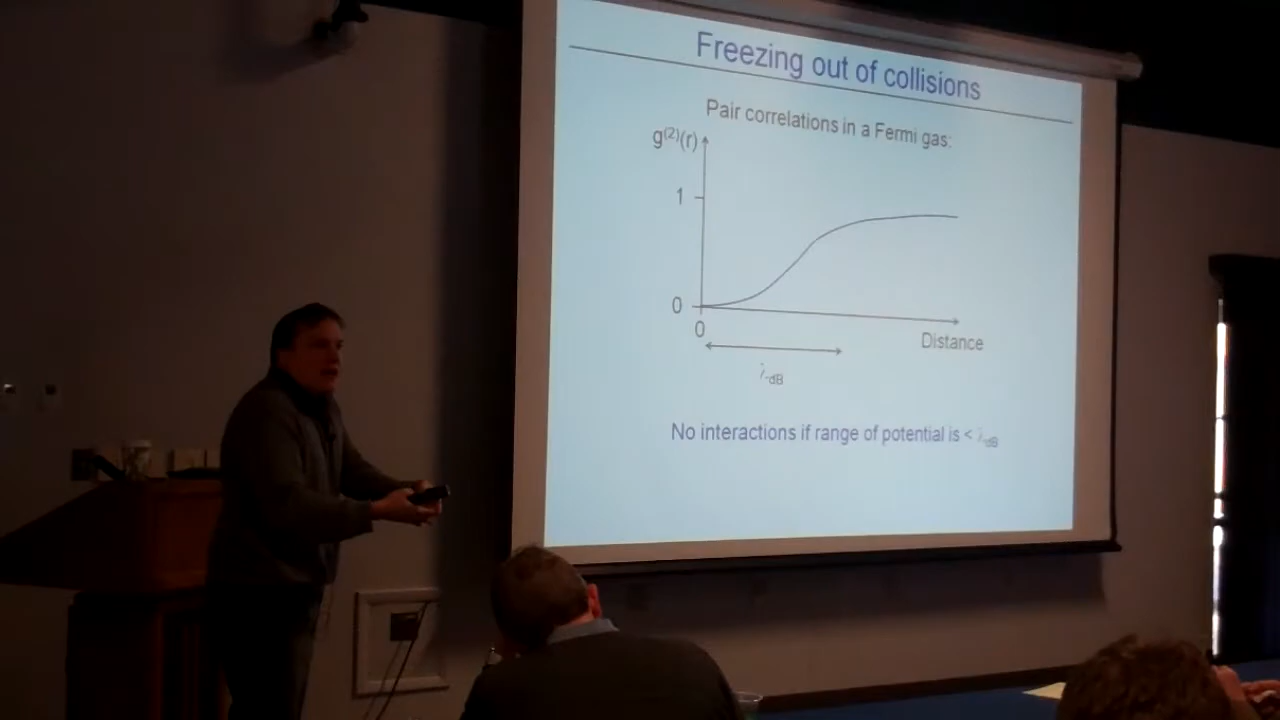 Freezing out of collisions
Pair correlations in a Fermi gas:
g(2)(r)
1
0
0
Distance
λdB
No interactions if range of potential is < λdB